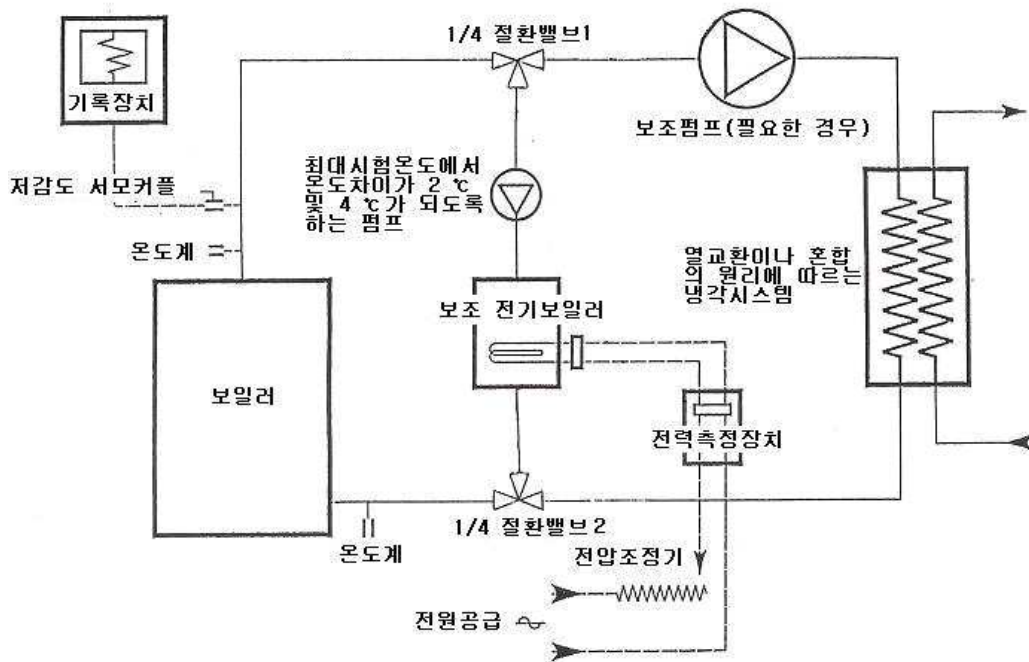 기록장치
1/4 절환밸브1
보조펌프(필요한 경우)
저감도 서모커플
최대시험온도에서
온도차이가 2 ℃
및 4 ℃가 되도록
하는 펌프
온도계
열교환이나 혼합
의 원리에 따르는
냉각시스템
보조 전기보일러
보일러
전력측정장치
1/4 절환밸브2
온도계
전압조정기
전원공급